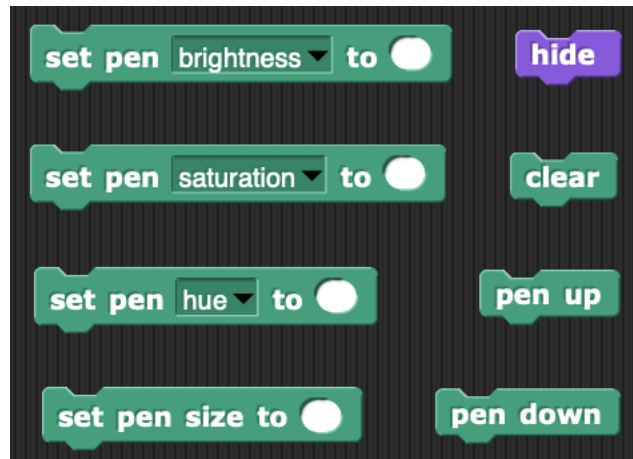 set pen brightness to
hide
set pen saturation to
clear
set pen hue to
pen up
set pen size to
pen down